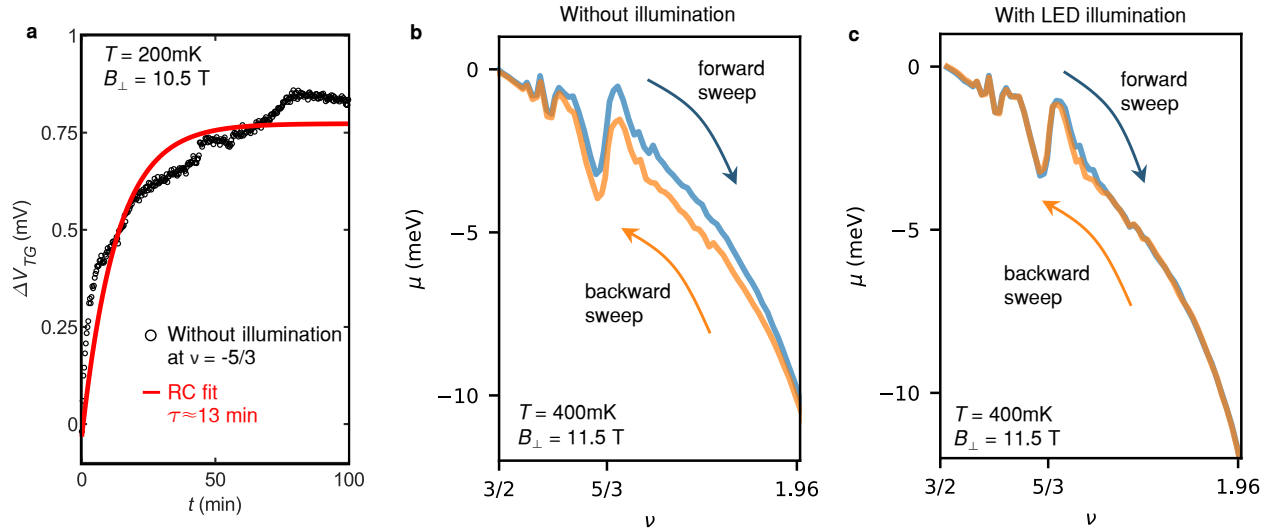 a
T = 200mK
B⊥ = 10.5 T
1
0.75
0.5
0.25
0
ΔV_TG (mV)
Without illumination
at ν = -5/3
RC fit
τ≈13 min
0
50
100
t (min)
Without illumination
b
0
−5
−10
μ (meV)
forward
sweep
backward
sweep
T = 400mK
B⊥ = 11.5 T
3/2
5/3
1.96
ν
With LED illumination
c
0
−5
−10
μ (meV)
forward
sweep
backward
sweep
T = 400mK
B⊥ = 11.5 T
3/2
5/3
1.96
ν